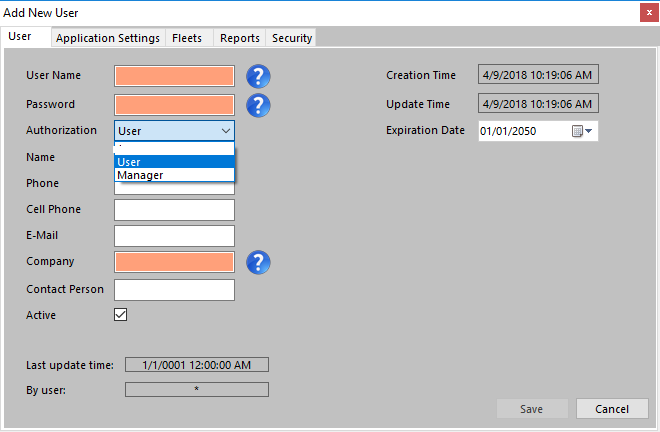 Add New User
User Application Settings Fleets Reports Security
User Name ? Creation Time 4/9/2018 10:19:06 AM
Password ? Update Time 4/9/2018 10:19:06 AM
Authorization User Expiration Date 01/01/2050
Name User
Manager
Phone
Cell Phone
E-Mail
Company ?
Contact Person
Active
Last update time: 1/1/0001 12:00:00 AM
By user: *
Save Cancel